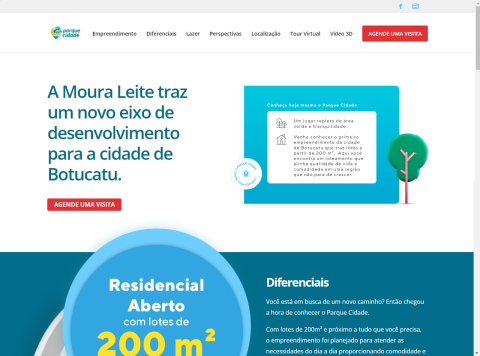 parque
cidade
Empreendimento
Diferenciais
Lazer
Perspectivas
Localização
Tour Virtual
Vídeo 3D
AGENDE UMA VISITA
A Moura Leite traz
um novo eixo de
desenvolvimento
para a cidade de
Botucatu.
AGENDE UMA VISITA
Conheça hoje mesmo o Parque Cidade
Um lugar repleto de área
verde e tranquilidade.
Venha conhecer o primeiro
empreendimento da cidade
de Botucatu que traz lotes a
partir de 200 m². Aqui você
encontra um loteamento que
alinha qualidade de vida e
comodidade em uma região
que não para de crescer.
Residencial
Aberto
com lotes de
200 m²
Diferenciais
Você está em busca de um novo caminho? Então chegou
a hora de conhecer o Parque Cidade.
Com lotes de 200m² e próximo a tudo que você precisa,
o empreendimento foi planejado para atender as
necessidades do dia a dia proporcionando comodidade e